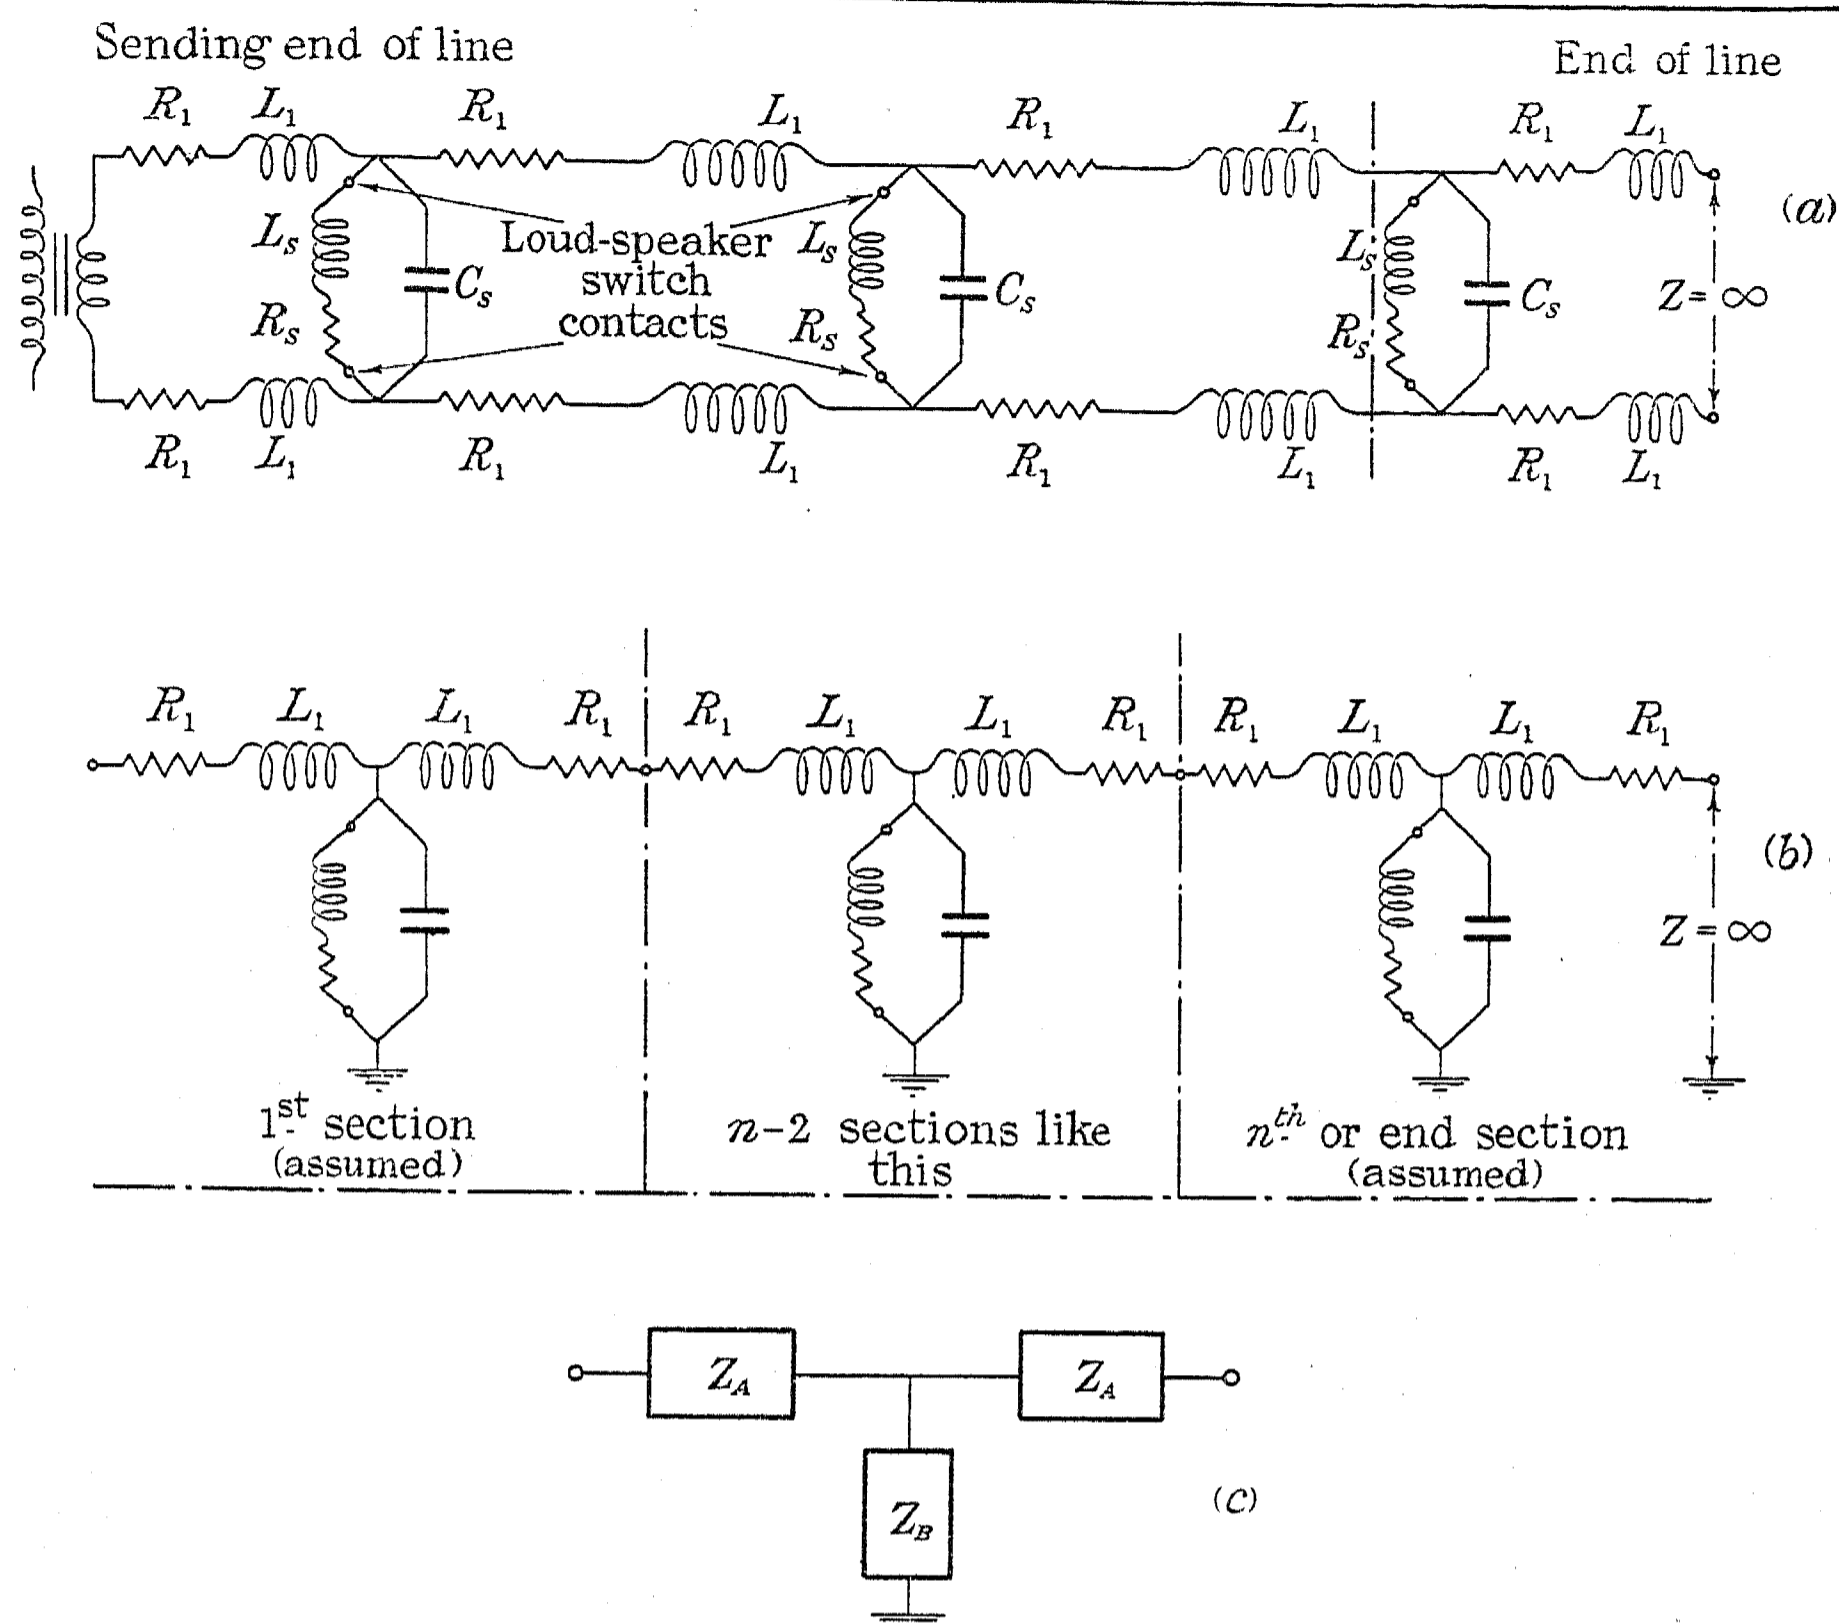 Sending end of line
End of line
R₁ L₁ R₁ L₁ R₁ L₁ R₁ L₁
(a)
Lₛ Loud-speaker Lₛ Lₛ
switch
Cₛ Cₛ Cₛ Z = ∞
Rₛ contacts Rₛ Rₛ
R₁ L₁ R₁ L₁ R₁ L₁ R₁ L₁
R₁ L₁ L₁ R₁ R₁ L₁ L₁ R₁ R₁ L₁ L₁ R₁
(b)
Z = ∞
1st section
(assumed)
n-2 sections like
this
nth or end section
(assumed)
Z_A Z_A
Z_B
(c)